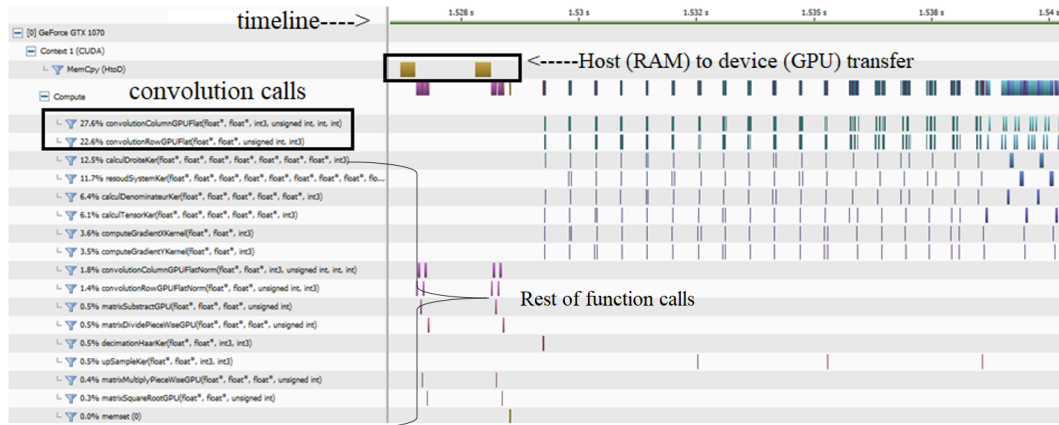 timeline---->
1.528 s
1.53 s
1.532 s
1.535 s
1.538 s
1.54 s
[0] GeForce GTX 1070
Context 1 (CUDA)
MemCpy (HtoD)
<-----Host (RAM) to device (GPU) transfer
convolution calls
Compute
27.6% convolutionColumnGPUFlat(float*, float*, int3, unsigned int, int, int)
22.6% convolutionRowGPUFlat(float*, float*, unsigned int, int3)
12.5% calculDroiteKer(float*, float*, float*, float*, float*, float*, float*, float*, int3)
11.7% resoudSystemKer(float*, float*, float*, float*, float*, float*, float*, float*, float*, flo...
6.4% calculDenominateurKer(float*, float*, float*, float*, float*, float*, int3)
6.1% calculTensorKer(float*, float*, float*, float*, float*, int3)
3.6% computeGradientXKernel(float*, float*, int3)
3.5% computeGradientYKernel(float*, float*, int3)
1.8% convolutionColumnGPUFlatNorm(float*, float*, int3, unsigned int, int, int)
1.4% convolutionRowGPUFlatNorm(float*, float*, unsigned int, int3)
Rest of function calls
0.5% matrixSubstractGPU(float*, float*, float*, unsigned int)
0.5% matrixDividePieceWiseGPU(float*, float*, float*, unsigned int)
0.5% decimationHaarKer(float*, float*, int3, int3)
0.5% upSampleKer(float*, float*, int3, int3)
0.4% matrixMultiplyPieceWiseGPU(float*, float*, float*, unsigned int)
0.3% matrixSquareRootGPU(float*, float*, unsigned int)
0.0% memset (0)